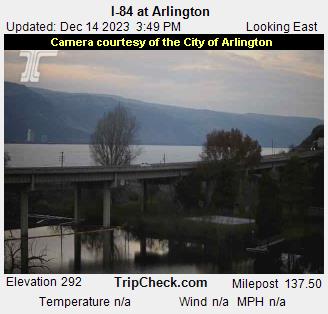 I-84 at Arlington
Updated: Dec 14 2023 3:49 PM Looking East
Camera courtesy of the City of Arlington
Elevation 292 TripCheck.com Milepost 137.50
Temperature n/a Wind n/a MPH n/a